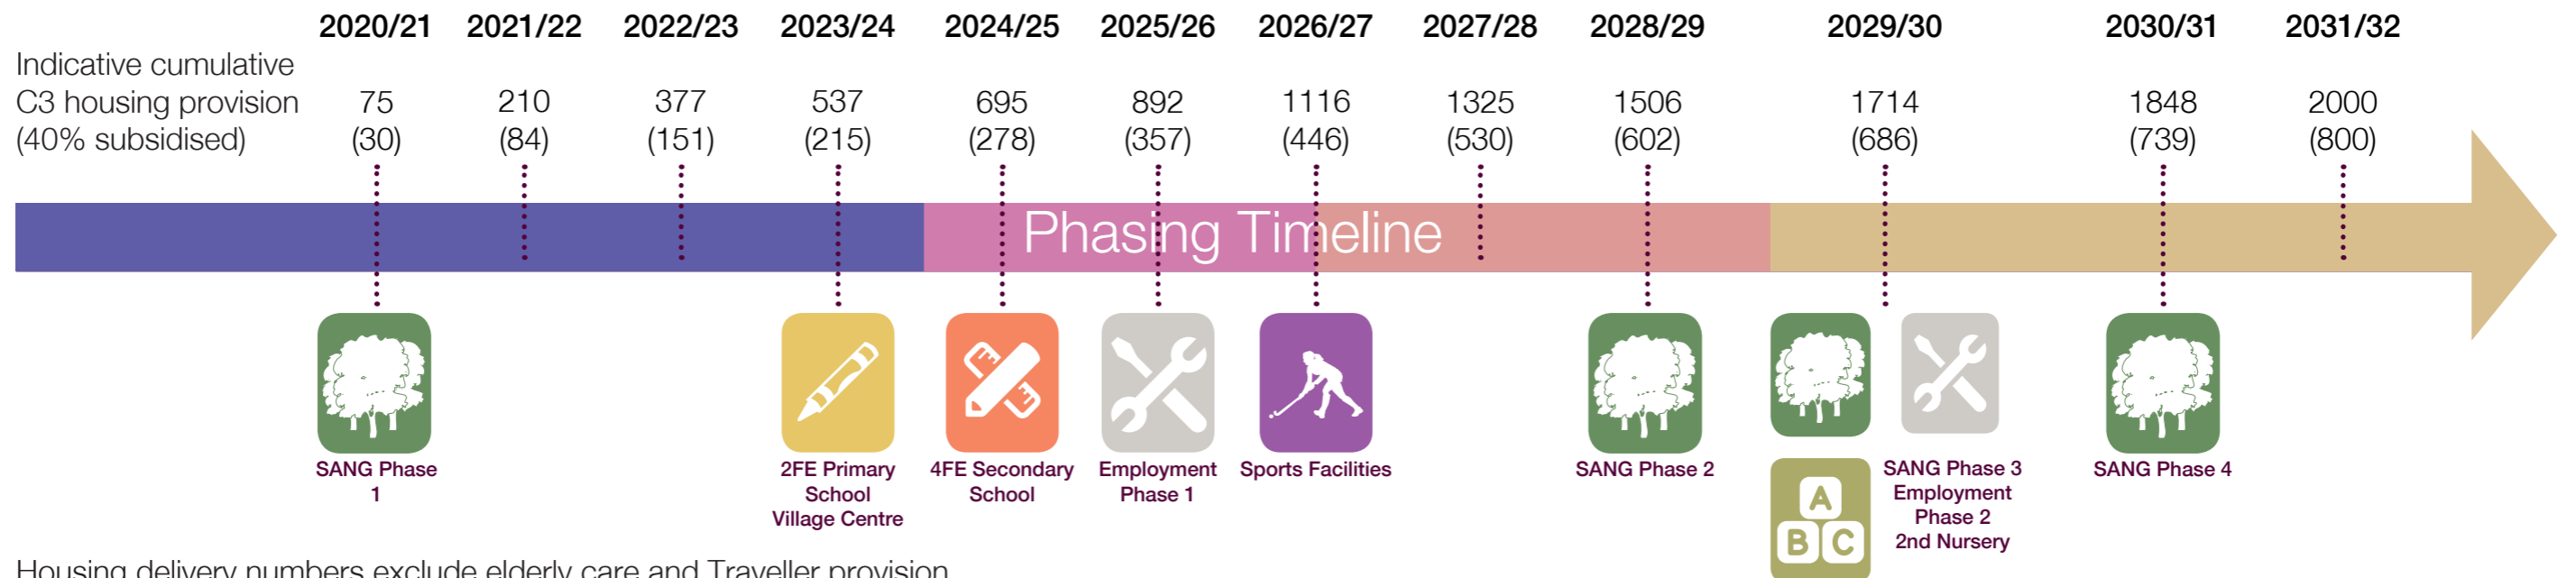 2020/21 2021/22 2022/23 2023/24 2024/25 2025/26 2026/27 2027/28 2028/29 2029/30 2030/31 2031/32
Indicative cumulative
C3 housing provision 75 210 377 537 695 892 1116 1325 1506 1714 1848 2000
(40% subsidised) (30) (84) (151) (215) (278) (357) (446) (530) (602) (686) (739) (800)
Phasing Timeline
SANG Phase
1
2FE Primary
School
Village Centre
4FE Secondary
School
Employment
Phase 1
Sports Facilities
SANG Phase 2
A
B C
SANG Phase 3
Employment
Phase 2
2nd Nursery
SANG Phase 4
Housing delivery numbers exclude elderly care and Traveller provision